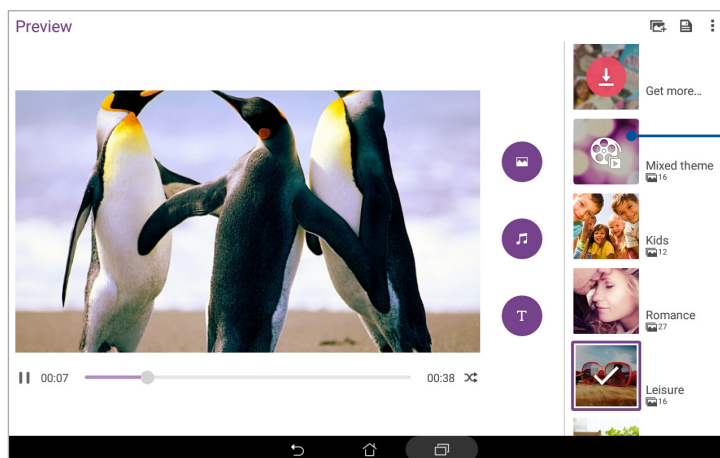 Preview
Get more...
Mixed theme
16
Kids
12
Romance
27
Leisure
16
T
00:07
00:38